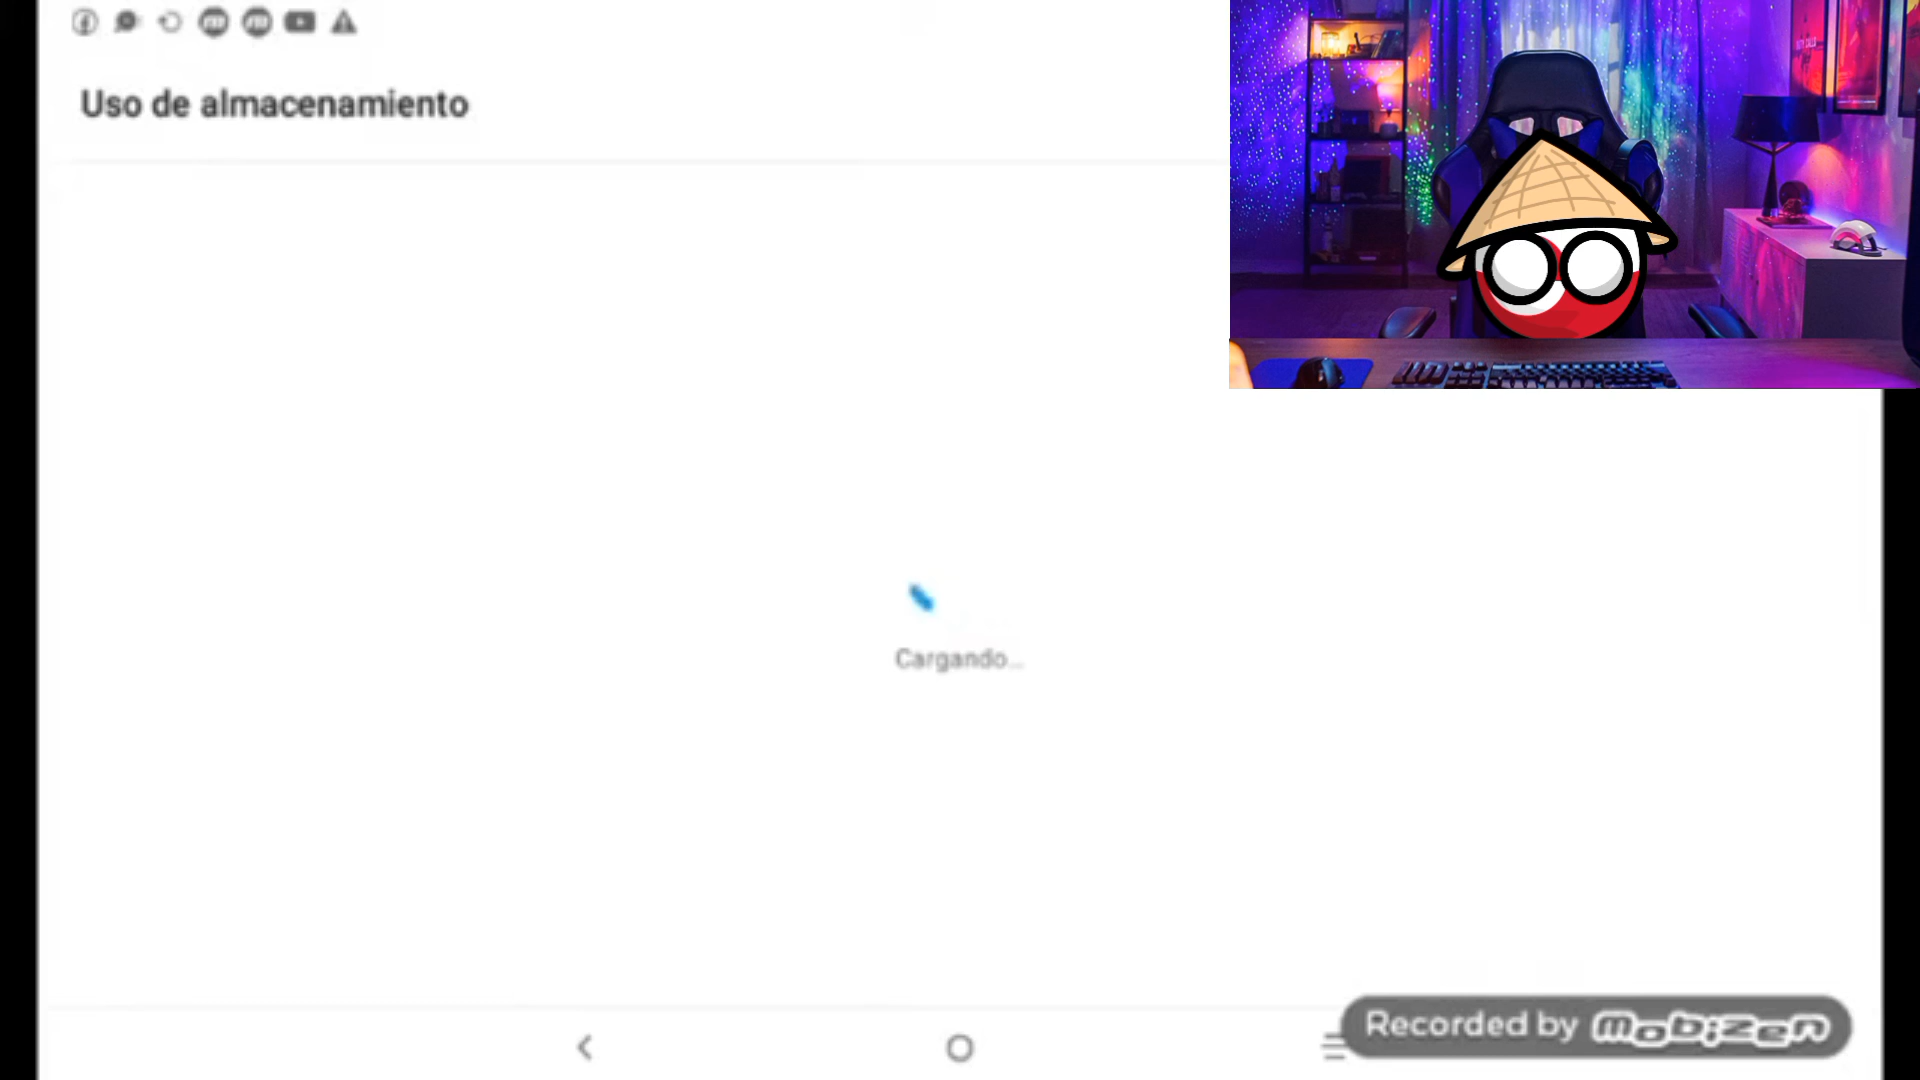 Uso de almacenamiento
Cargando...
Recorded by mobizen